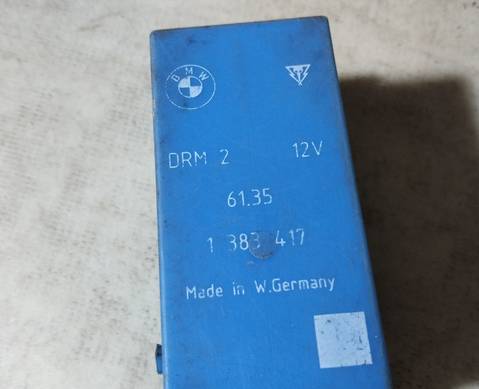 BMW
DRM 2 12V
61.35
1 383 417
Made in W.Germany